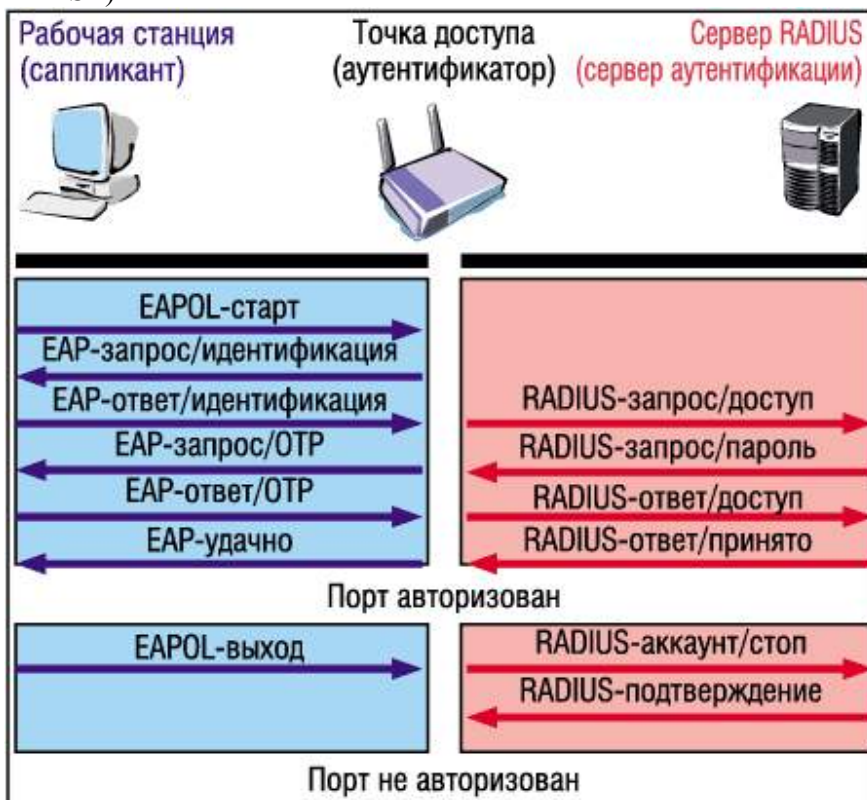 Рабочая станция
(саппликант)
Точка доступа
(аутентификатор)
Сервер RADIUS
(сервер аутентификации)
EAPOL-старт
EAP-запрос/идентификация
EAP-ответ/идентификация
RADIUS-запрос/доступ
EAP-запрос/OTP
RADIUS-запрос/пароль
EAP-ответ/OTP
RADIUS-ответ/доступ
EAP-удачно
RADIUS-ответ/принято
Порт авторизован
EAPOL-выход
RADIUS-аккаунт/стоп
RADIUS-подтверждение
Порт не авторизован